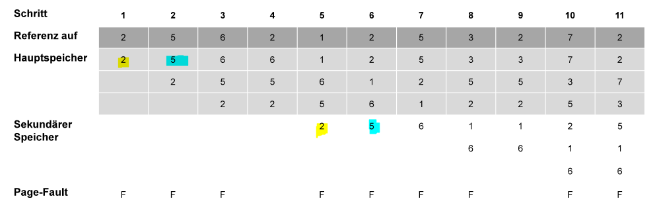 Schritt 1 2 3 4 5 6 7 8 9 10 11
Referenz auf 2 5 6 2 1 2 5 3 2 7 2
Hauptspeicher 2 5 6 6 1 2 5 3 3 7 2
2 5 5 6 1 2 5 5 3 7
2 2 5 6 1 2 2 5 3
Sekundärer
Speicher 2 5 6 1 1 2 5
6 6 1 1
6 6
Page-Fault F F F F F F F F F